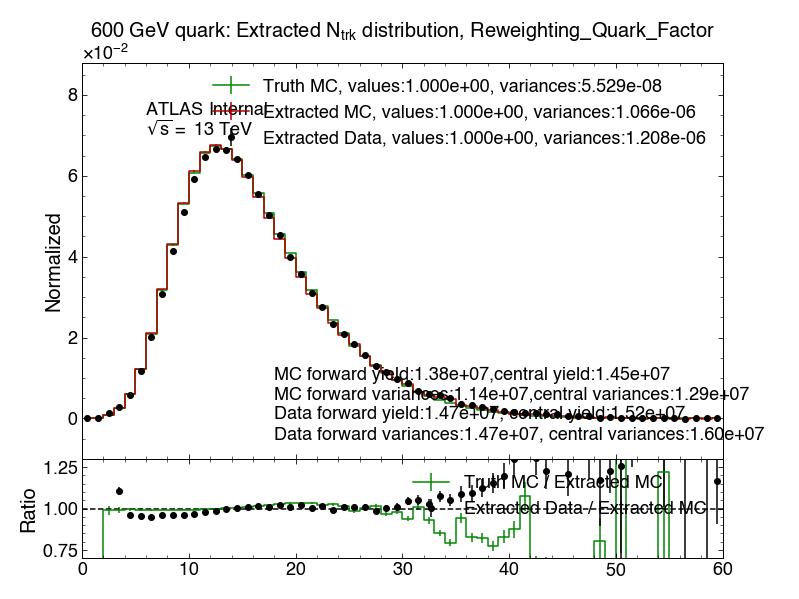 600 GeV quark: Extracted Ntrk distribution, Reweighting_Quark_Factor
×10−2
Truth MC, values:1.000e+00, variances:5.529e-08
ATLAS Internal
Extracted MC, values:1.000e+00, variances:1.066e-06
√s = 13 TeV
Extracted Data, values:1.000e+00, variances:1.208e-06
8
6
4
2
0
Normalized
MC forward yield:1.38e+07,central yield:1.45e+07
MC forward variances:1.14e+07,central variances:1.29e+07
Data forward yield:1.47e+07, central yield:1.52e+07
Data forward variances:1.47e+07, central variances:1.60e+07
1.25
1.00
0.75
Ratio
Truth MC / Extracted MC
Extracted Data / Extracted MC
0 10 20 30 40 50 60